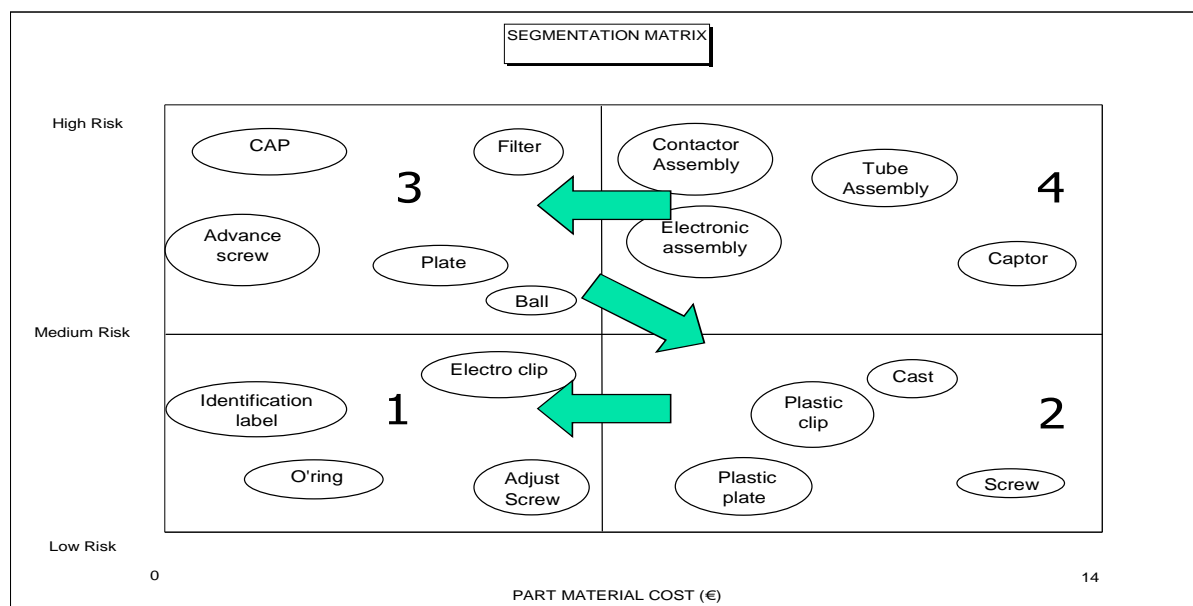 SEGMENTATION MATRIX
High Risk
CAP
Filter
Contactor
Assembly
Tube
Assembly
3
4
Advance
screw
Electronic
assembly
Plate
Captor
Ball
Medium Risk
Electro clip
Cast
Identification
label
1
Plastic
clip
2
O'ring
Adjust
Screw
Plastic
plate
Screw
Low Risk
0
14
PART MATERIAL COST (€)